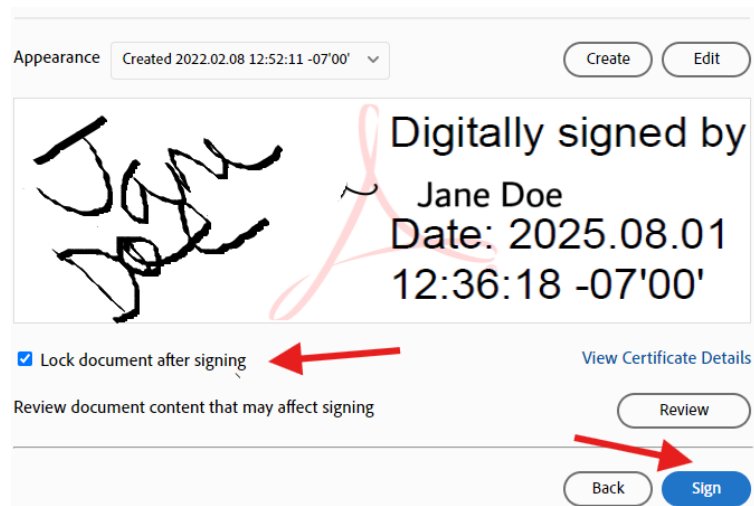 Appearance Created 2022.02.08 12:52:11 -07'00' Create Edit
Jane
Doe
Digitally signed by
Jane Doe
Date: 2025.08.01
12:36:18 -07'00'
Lock document after signing View Certificate Details
Review document content that may affect signing Review
Back Sign